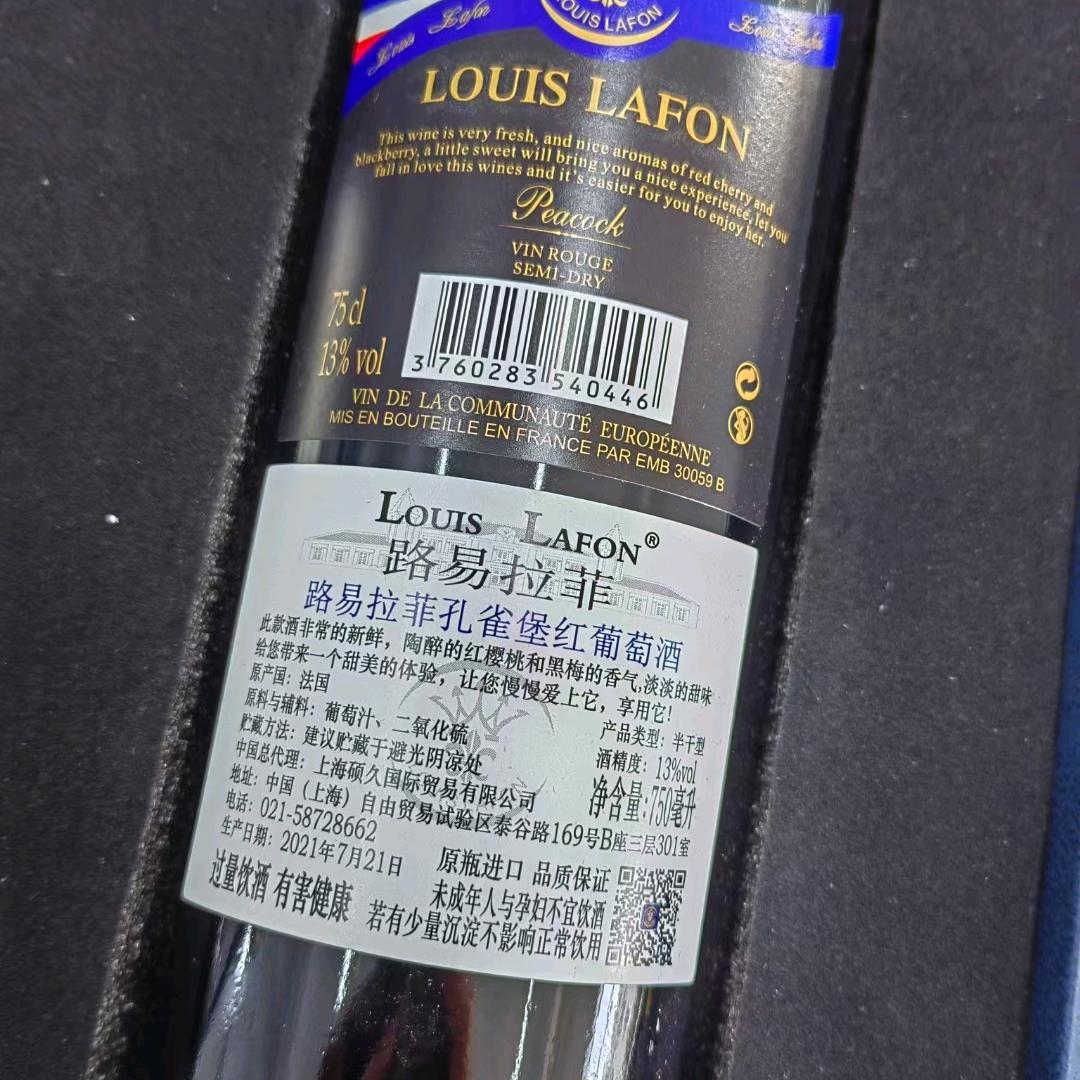 Louis Lafon
LOUIS LAFON
Louis Lafon
LOUIS LAFON
This wine is very fresh, and nice aromas of red cherry and
blackberry, a little sweet will bring you a nice experience, let you
fall in love this wines and it's easier for you to enjoy her.
Peacock
VIN ROUGE
SEMI-DRY
75 cl
13% vol
3 760283 540446
VIN DE LA COMMUNAUTÉ EUROPÉENNE
MIS EN BOUTEILLE EN FRANCE PAR EMB 30059 B
LOUIS LAFON®
路易拉菲
路易拉菲孔雀堡红葡萄酒
此款酒非常的新鲜，陶醉的红樱桃和黑梅的香气,淡淡的甜味
给您带来一个甜美的体验，让您慢慢爱上它，享用它!
原产国: 法国
产品类型: 半干型
原料与辅料: 葡萄汁、二氧化硫
酒精度: 13%vol
贮藏方法: 建议贮藏于避光阴凉处
净含量:750毫升
中国总代理: 上海硕久国际贸易有限公司
地址: 中国（上海）自由贸易试验区泰谷路169号B座三层301室
电话: 021-58728662
生产日期: 2021年7月21日
原瓶进口 品质保证
过量饮酒 有害健康
未成年人与孕妇不宜饮酒
若有少量沉淀不影响正常饮用